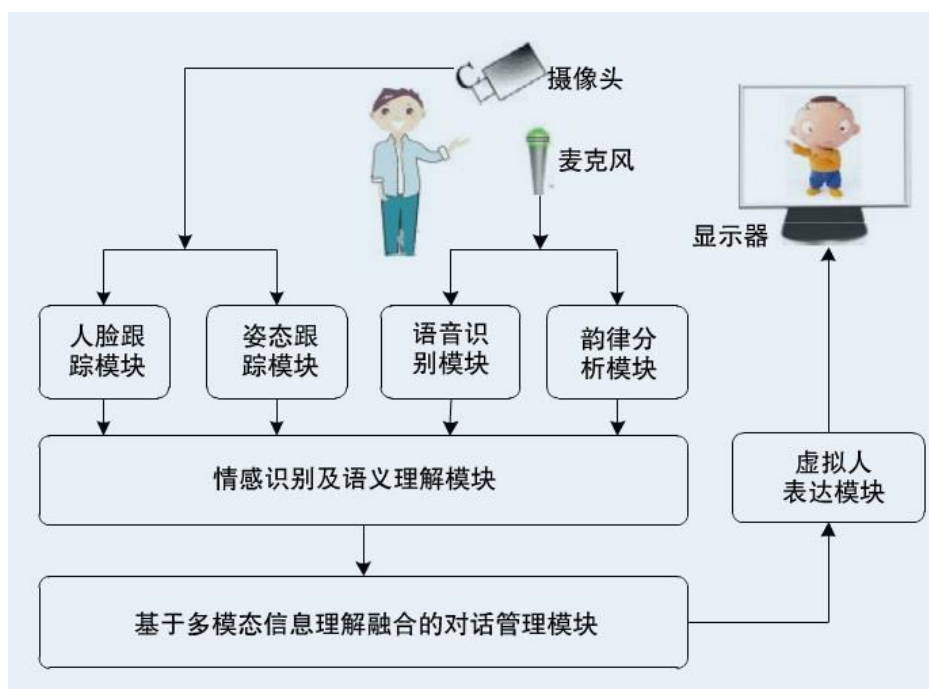 摄像头
麦克风
显示器
人脸跟
踪模块
姿态跟
踪模块
语音识
别模块
韵律分
析模块
情感识别及语义理解模块
虚拟人
表达模块
基于多模态信息理解融合的对话管理模块